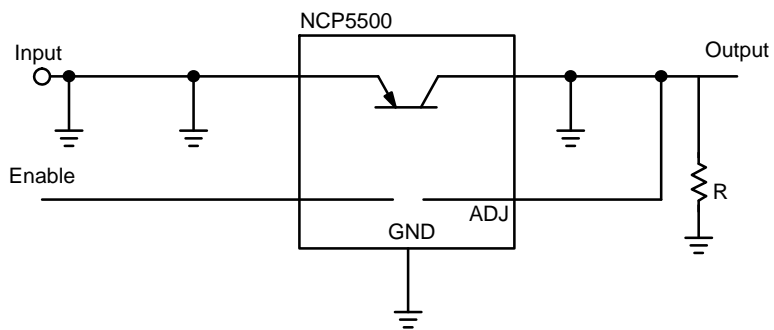 NCP5500
Input
Output
Enable
ADJ
R
GND